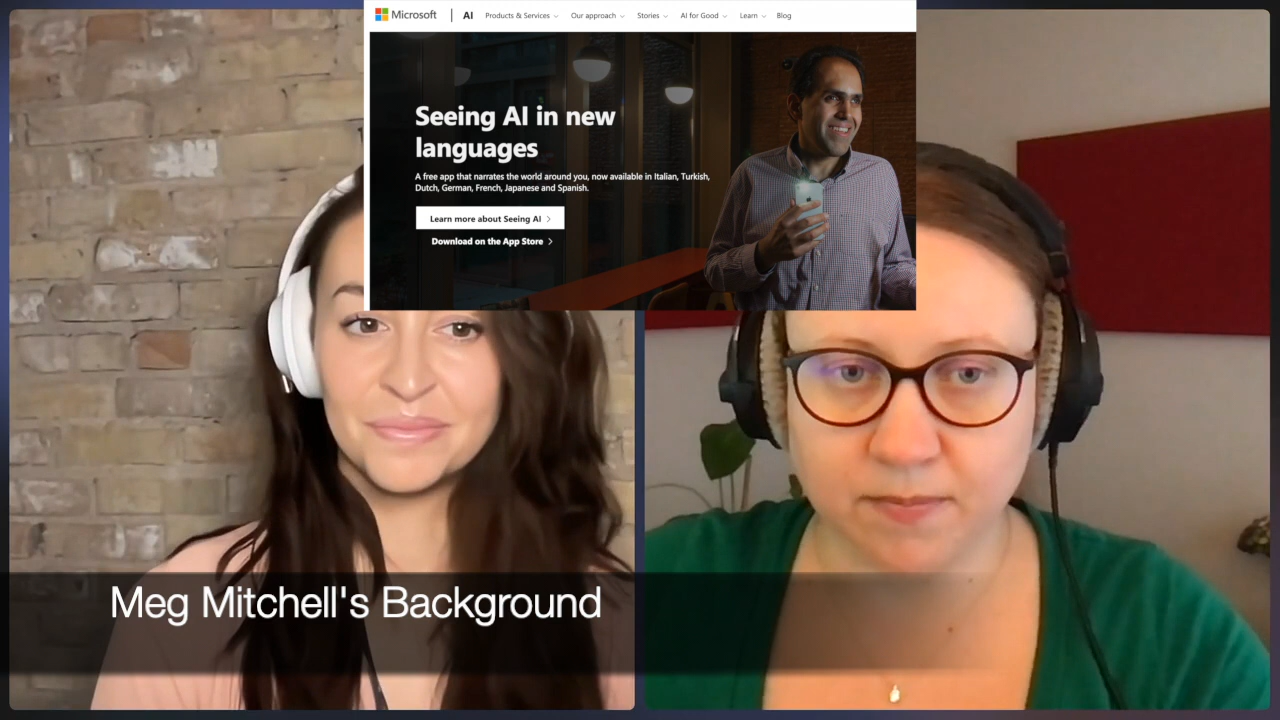 Microsoft | AI Products & Services Our approach Stories AI for Good Learn Blog
Seeing AI in new
languages
A free app that narrates the world around you, now available in Italian, Turkish,
Dutch, German, French, Japanese and Spanish.
Learn more about Seeing AI
Download on the App Store
Meg Mitchell's Background